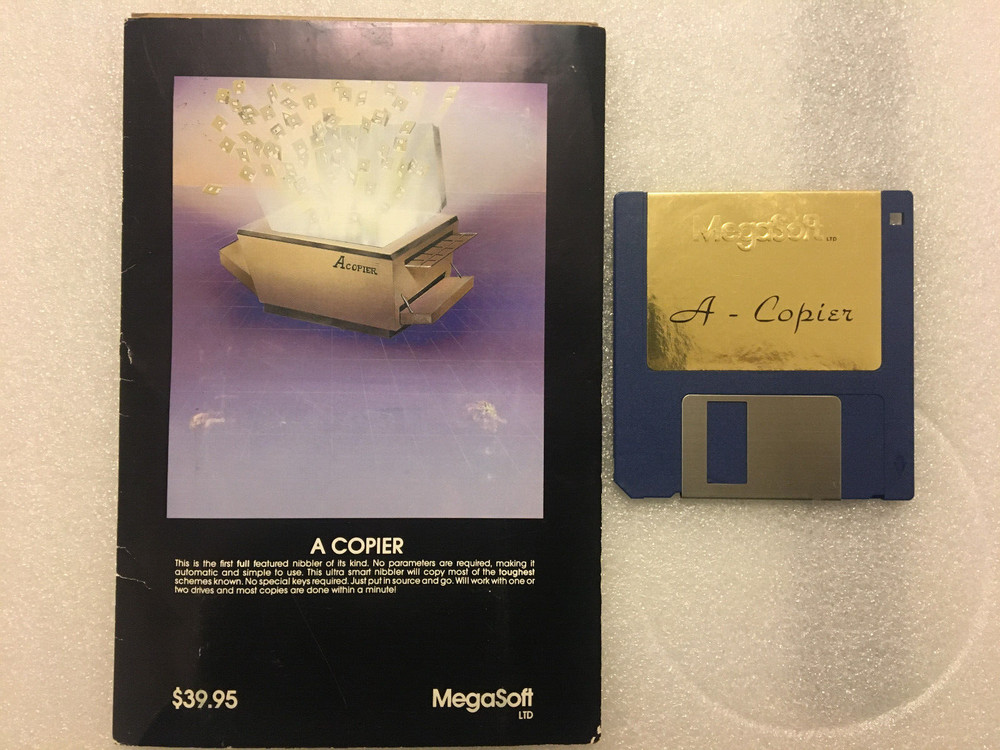 ACOPIER
A COPIER
This is the first full featured nibbler of its kind. No parameters are required, making it
automatic and simple to use. This ultra smart nibbler will copy most of the toughest
schemes known. No special keys required. Just put in source and go. Will work with one or
two drives and most copies are done within a minute!
$39.95
MegaSoft
LTD
MegaSoft LTD
A - Copier